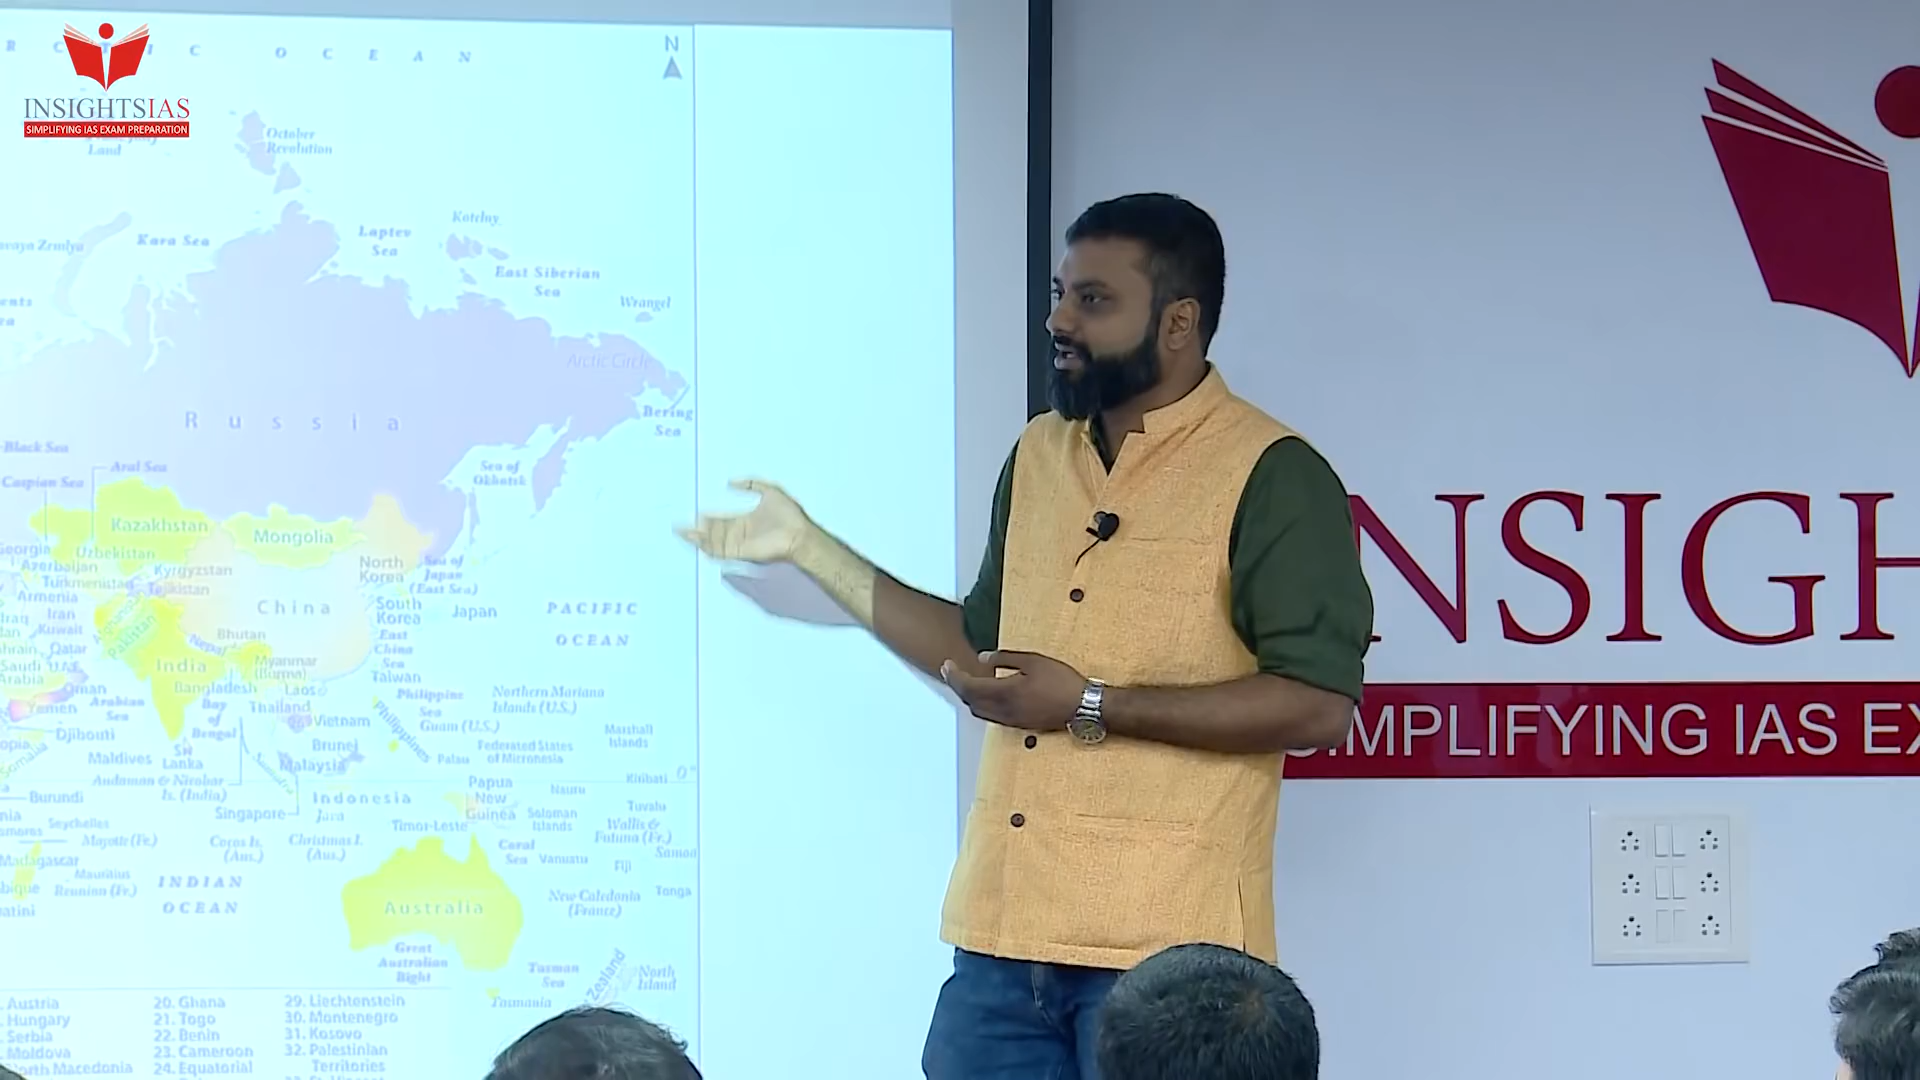 INSIGHTSIAS
SIMPLIFYING IAS EXAM PREPARATION
OCEAN
N
Land
October
Revolution
Kotelny
Kara Sea
Laptev
Sea
East Siberian
Sea
Wrangel
Arctic Circle
Russia
Bering
Sea
Black Sea
Aral Sea
Caspian Sea
Sea of
Okhotsk
Kazakhstan
Mongolia
Georgia
Uzbekistan
Azerbaijan
Kyrgyzstan
North
Korea
Sea of
Japan
(East Sea)
Turkmenistan
Tajikistan
Armenia
Iran
China
South
Korea
Japan
PACIFIC
OCEAN
Kuwait
Afghanistan
Pakistan
Nepal
Bhutan
East
China
Sea
Qatar
Saudi
U.A.E.
Arabia
India
Myanmar
(Burma)
Taiwan
Oman
Bangladesh
Laos
Yemen
Arabian
Sea
Bay
of
Bengal
Thailand
Vietnam
Philippine
Sea
Northern Mariana
Islands (U.S.)
Guam (U.S.)
Philippines
Djibouti
Somalia
Maldives
Sri
Lanka
Brunei
Malaysia
Sumatra
Palau
Federated States
of Micronesia
Marshall
Islands
Andaman & Nicobar
Is. (India)
Kiribati 0°
Burundi
Singapore
Indonesia
Java
Papua
New
Guinea
Nauru
Seychelles
Mayotte (Fr.)
Cocos Is.
(Aus.)
Christmas I.
(Aus.)
Timor-Leste
Solomon
Islands
Tuvalu
Wallis &
Futuna (Fr.)
Madagascar
Mauritius
Reunion (Fr.)
INDIAN
OCEAN
Coral
Sea
Vanuatu
Fiji
Samoa
Australia
New Caledonia
(France)
Tonga
Great
Australian
Bight
Tasman
Sea
Tasmania
Zealand
North
Island
Austria
Hungary
Serbia
Moldova
North Macedonia
20. Ghana
21. Togo
22. Benin
23. Cameroon
24. Equatorial
29. Liechtenstein
30. Montenegro
31. Kosovo
32. Palestinian
Territories
NSIGH
SIMPLIFYING IAS EX